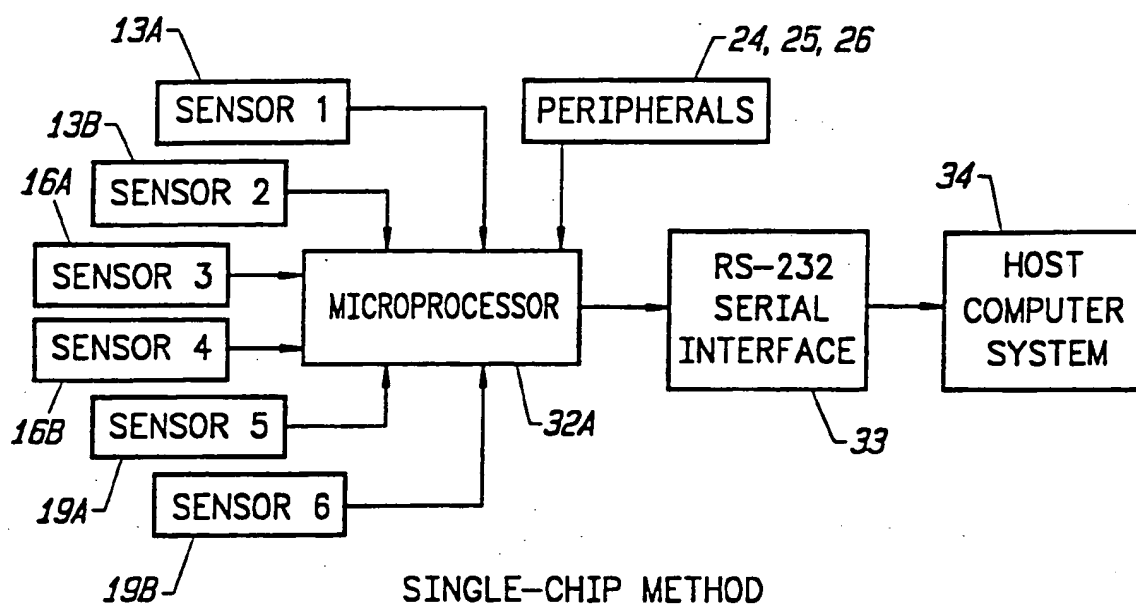 13A
24, 25, 26
SENSOR 1
PERIPHERALS
13B
SENSOR 2
16A
34
SENSOR 3
MICROPROCESSOR
RS-232
SERIAL
INTERFACE
HOST
COMPUTER
SYSTEM
SENSOR 4
16B
SENSOR 5
32A
33
19A
SENSOR 6
19B
SINGLE-CHIP METHOD